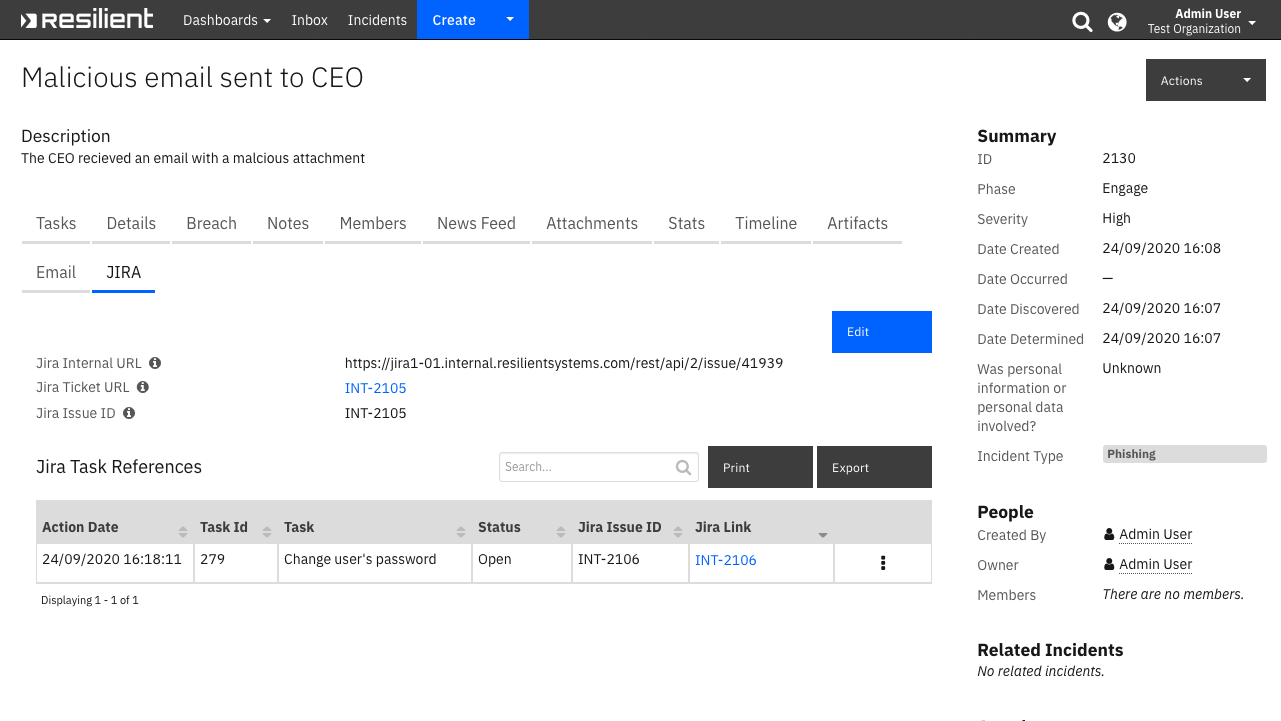 resilient Dashboards Inbox Incidents Create Admin User
Test Organization
Malicious email sent to CEO
Actions
Description
The CEO recieved an email with a malcious attachment
Tasks Details Breach Notes Members News Feed Attachments Stats Timeline Artifacts
Email JIRA
Edit
Jira Internal URL https://jira1-01.internal.resilientsystems.com/rest/api/2/issue/41939
Jira Ticket URL INT-2105
Jira Issue ID INT-2105
Jira Task References Search... Print Export
Action Date Task Id Task Status Jira Issue ID Jira Link
24/09/2020 16:18:11 279 Change user's password Open INT-2106 INT-2106
Displaying 1 - 1 of 1
Summary
ID 2130
Phase Engage
Severity High
Date Created 24/09/2020 16:08
Date Occurred —
Date Discovered 24/09/2020 16:07
Date Determined 24/09/2020 16:07
Was personal Unknown
information or
personal data
involved?
Incident Type Phishing
People
Created By Admin User
Owner Admin User
Members There are no members.
Related Incidents
No related incidents.